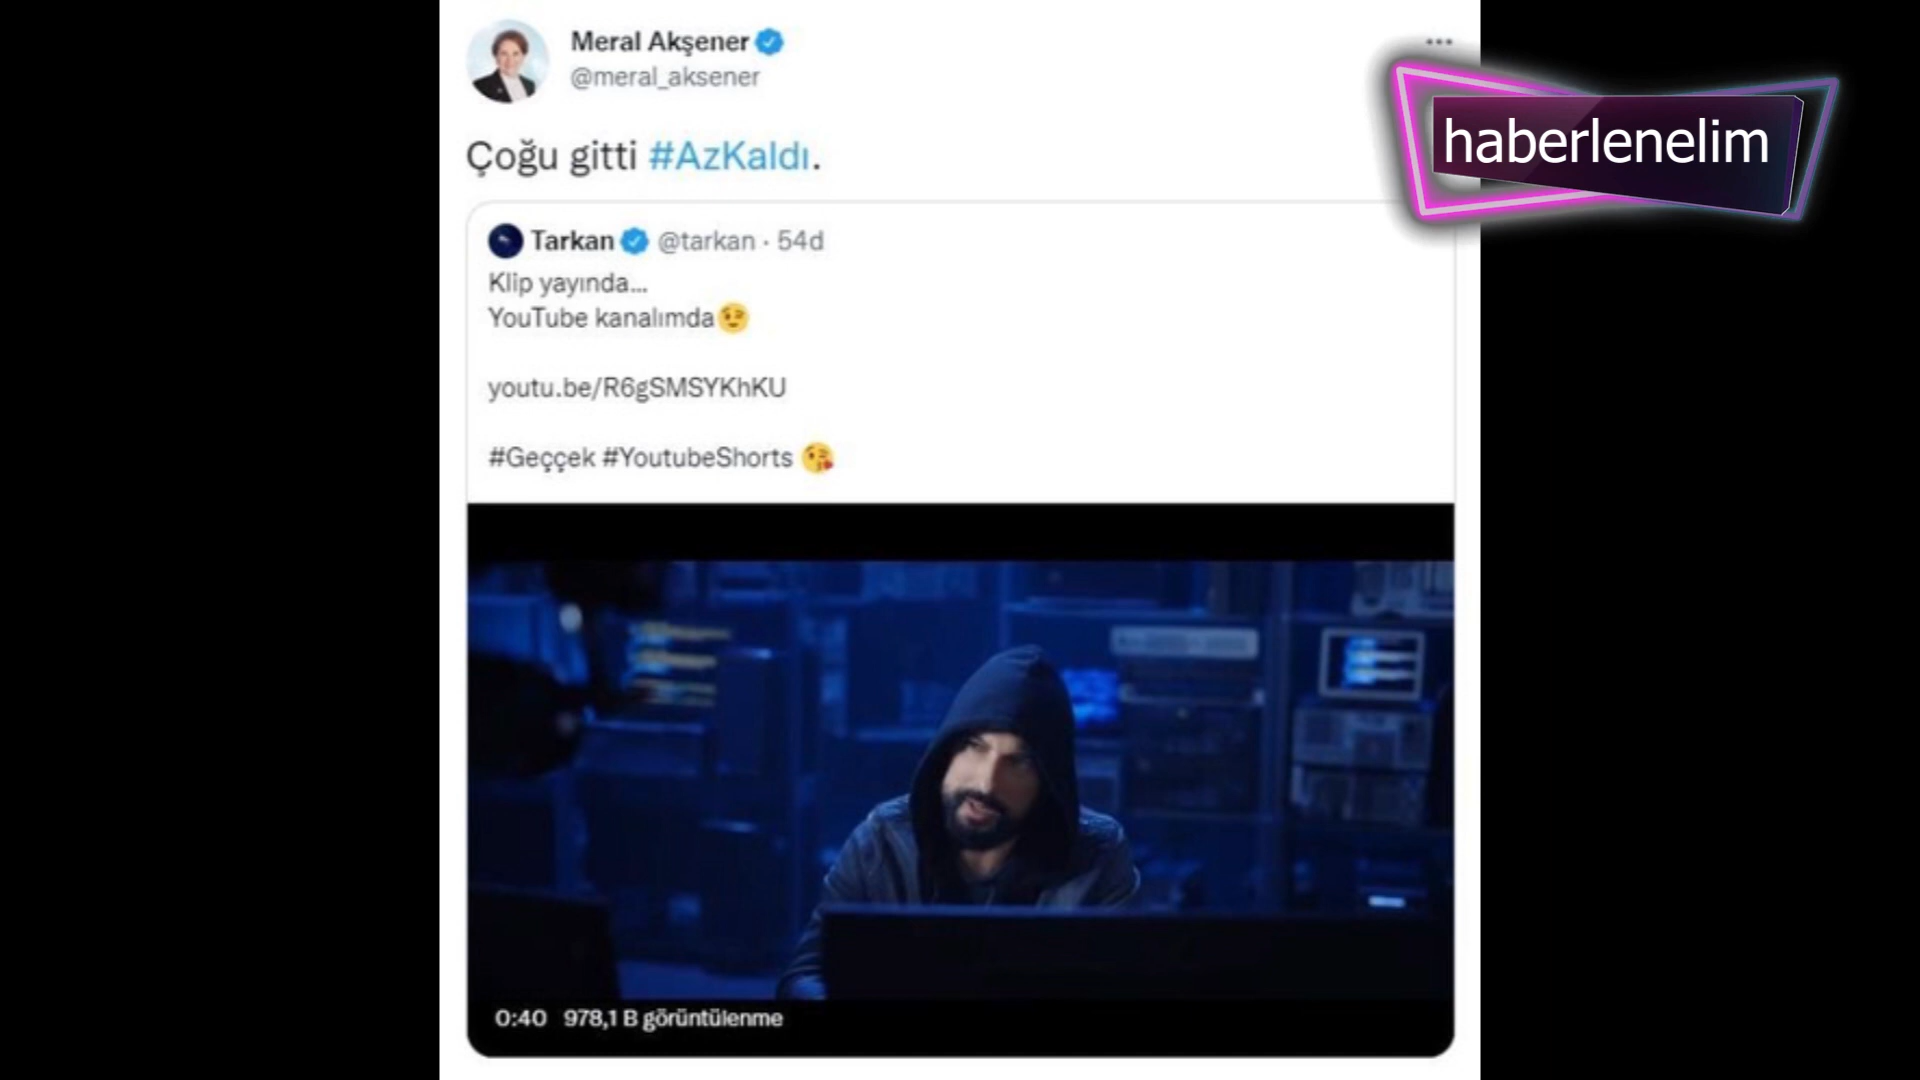 Meral Akşener
@meral_aksener
haberlenelim
Çoğu gitti #AzKaldı.
Tarkan @tarkan · 54d
Klip yayında...
YouTube kanalımda😉
youtu.be/R6gSMSYKhKU
#Geççek #YoutubeShorts 😘
0:40 978,1 B görüntülenme